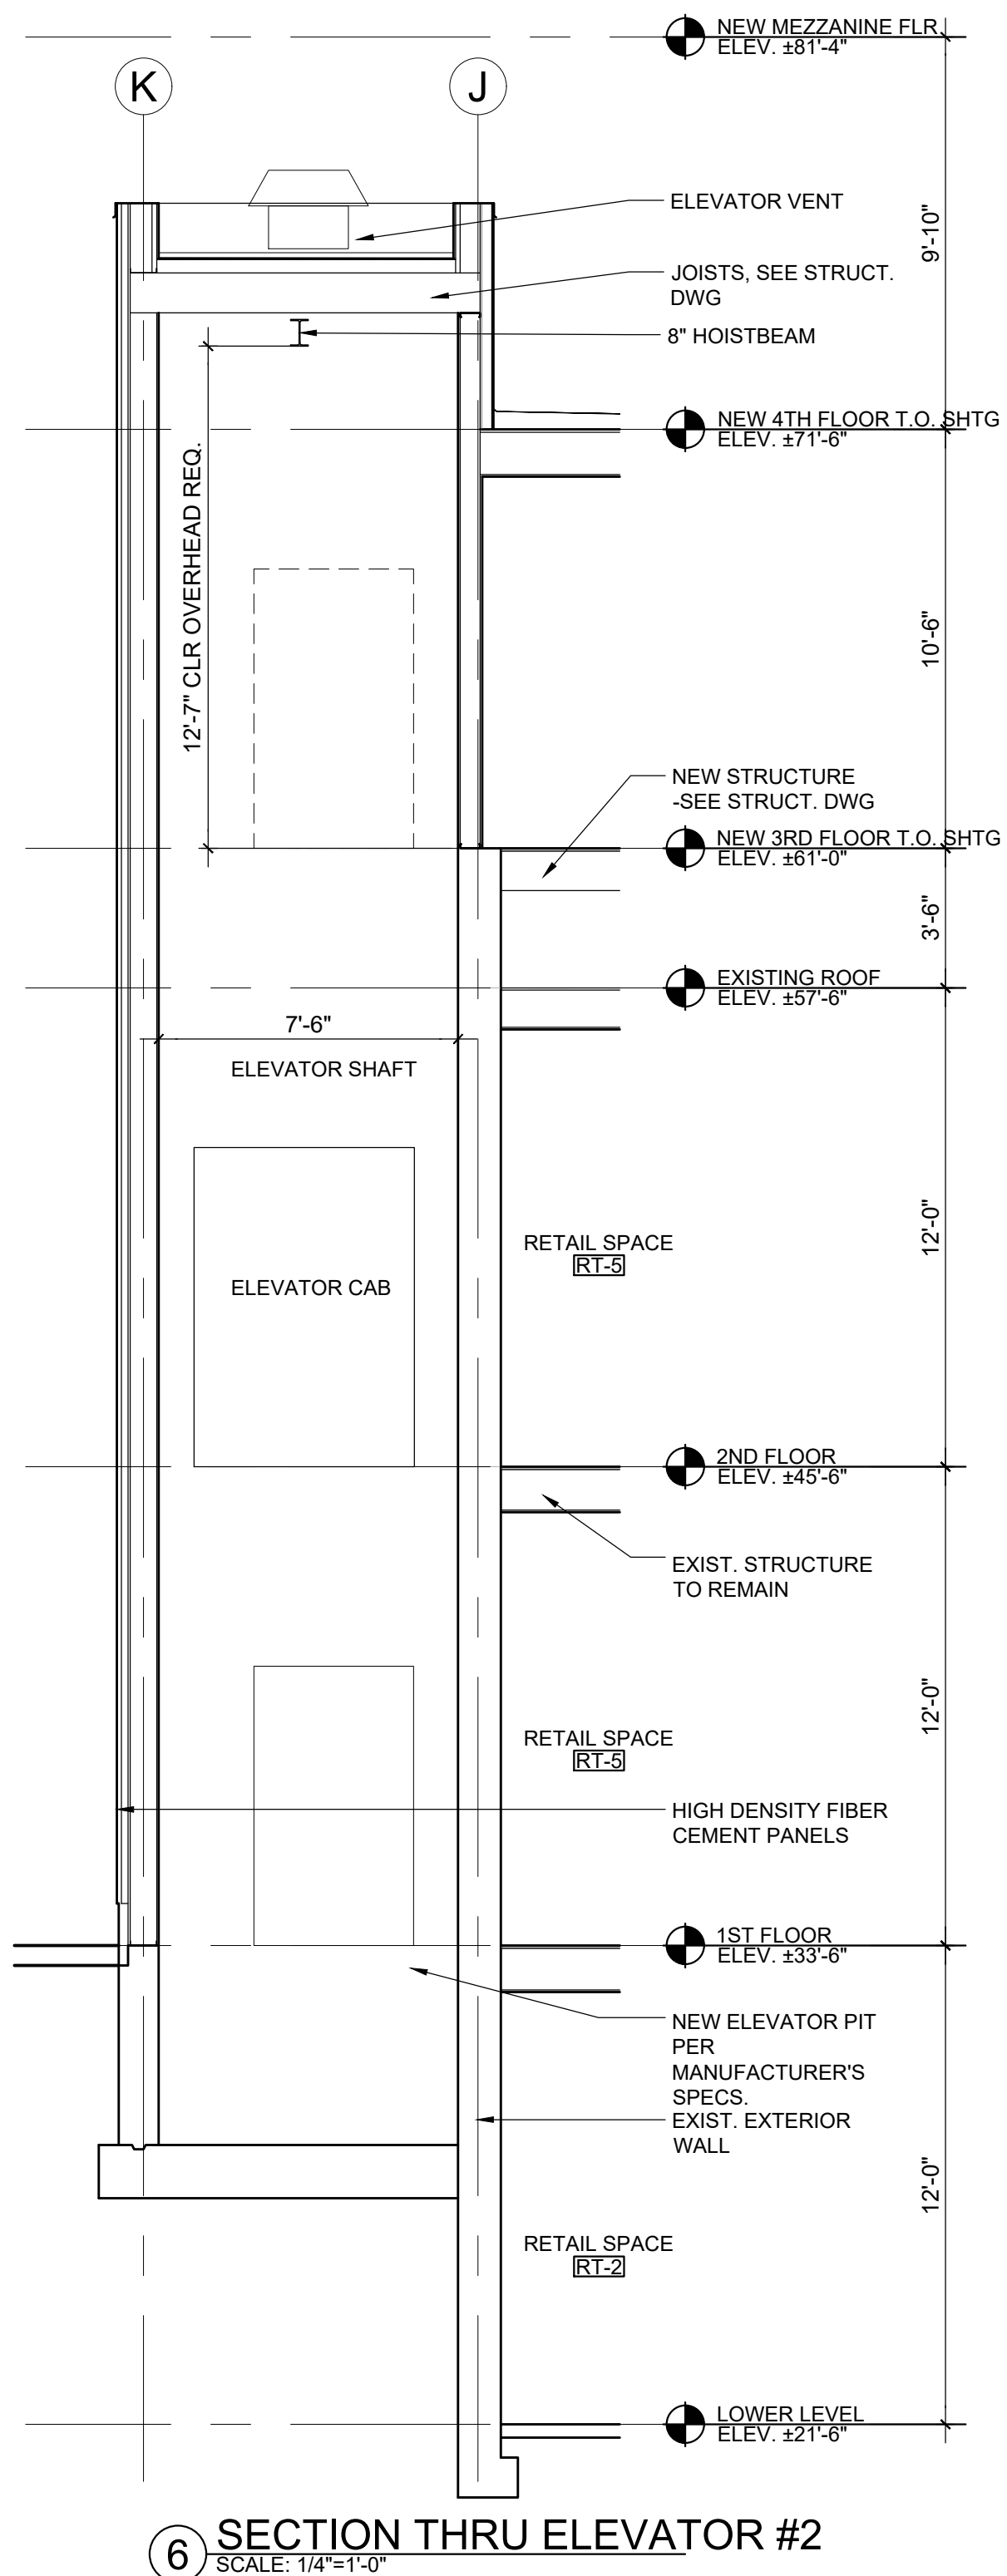 NEW MEZZANINE FLR
ELEV. ±81'-4"
K
J
ELEVATOR VENT
9'-10"
JOISTS, SEE STRUCT.
DWG
8" HOISTBEAM
NEW 4TH FLOOR T.O. SHTG
ELEV. ±71'-6"
12'-7" CLR OVERHEAD REQ.
10'-6"
NEW STRUCTURE
-SEE STRUCT. DWG
NEW 3RD FLOOR T.O. SHTG
ELEV. ±61'-0"
3'-6"
EXISTING ROOF
ELEV. ±57'-6"
7'-6"
ELEVATOR SHAFT
12'-0"
RETAIL SPACE
RT-5
ELEVATOR CAB
2ND FLOOR
ELEV. ±45'-6"
EXIST. STRUCTURE
TO REMAIN
12'-0"
RETAIL SPACE
RT-5
HIGH DENSITY FIBER
CEMENT PANELS
1ST FLOOR
ELEV. ±33'-6"
NEW ELEVATOR PIT
PER
MANUFACTURER'S
SPECS.
EXIST. EXTERIOR
WALL
12'-0"
RETAIL SPACE
RT-2
LOWER LEVEL
ELEV. ±21'-6"
6
SECTION THRU ELEVATOR #2
SCALE: 1/4"=1'-0"